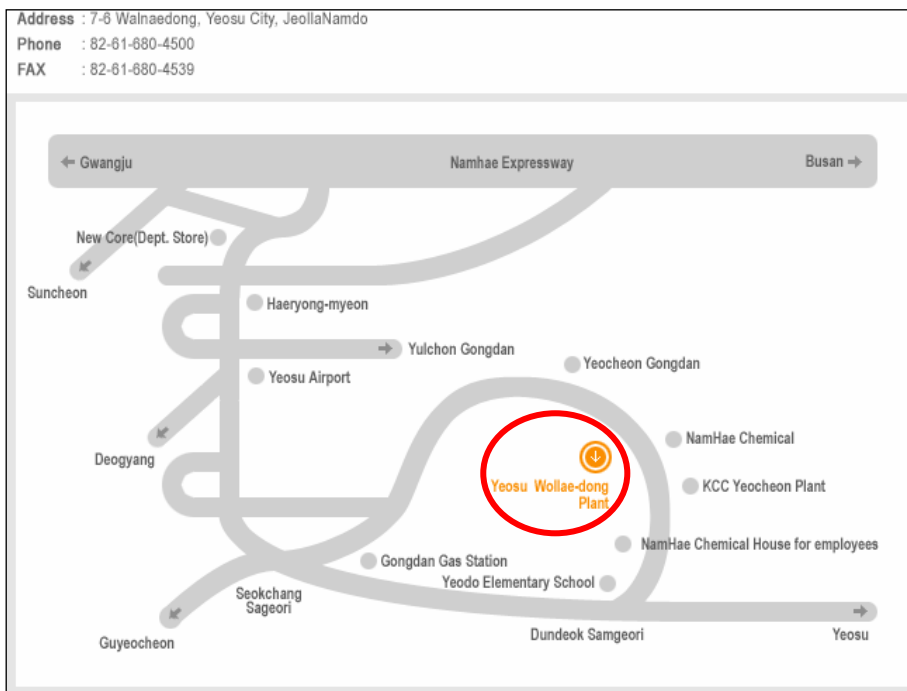 Address : 7-6 Walnaedong, Yeosu City, JeollaNamdo
Phone : 82-61-680-4500
FAX : 82-61-680-4539
Gwangju
Namhae Expressway
Busan
New Core(Dept. Store)
Suncheon
Haeryong-myeon
Yulchon Gongdan
Yeocheon Gongdan
Yeosu Airport
NamHae Chemical
Deogyang
Yeosu Wollae-dong
Plant
KCC Yeocheon Plant
NamHae Chemical House for employees
Gongdan Gas Station
Yeodo Elementary School
Seokchang
Sageori
Guyeocheon
Dundeok Samgeori
Yeosu